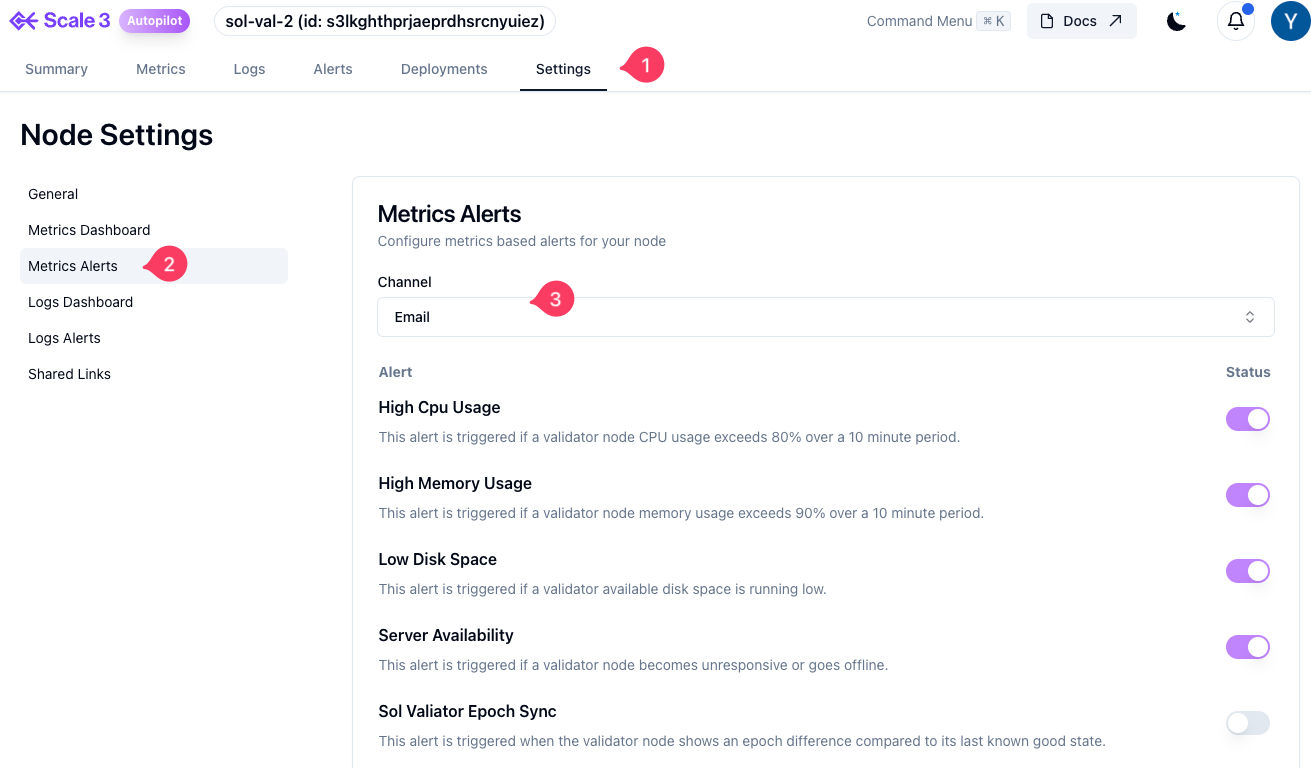 Scale 3 Autopilot sol-val-2 (id: s3lkghthprjaeprdhsrcnyuiez) Command Menu ⌘ K Docs Y
Summary Metrics Logs Alerts Deployments Settings 1
Node Settings
General
Metrics Dashboard
Metrics Alerts 2
Logs Dashboard
Logs Alerts
Shared Links
Metrics Alerts
Configure metrics based alerts for your node
Channel
3
Email
Alert Status
High Cpu Usage
This alert is triggered if a validator node CPU usage exceeds 80% over a 10 minute period.
High Memory Usage
This alert is triggered if a validator node memory usage exceeds 90% over a 10 minute period.
Low Disk Space
This alert is triggered if a validator available disk space is running low.
Server Availability
This alert is triggered if a validator node becomes unresponsive or goes offline.
Sol Valiator Epoch Sync
This alert is triggered when the validator node shows an epoch difference compared to its last known good state.